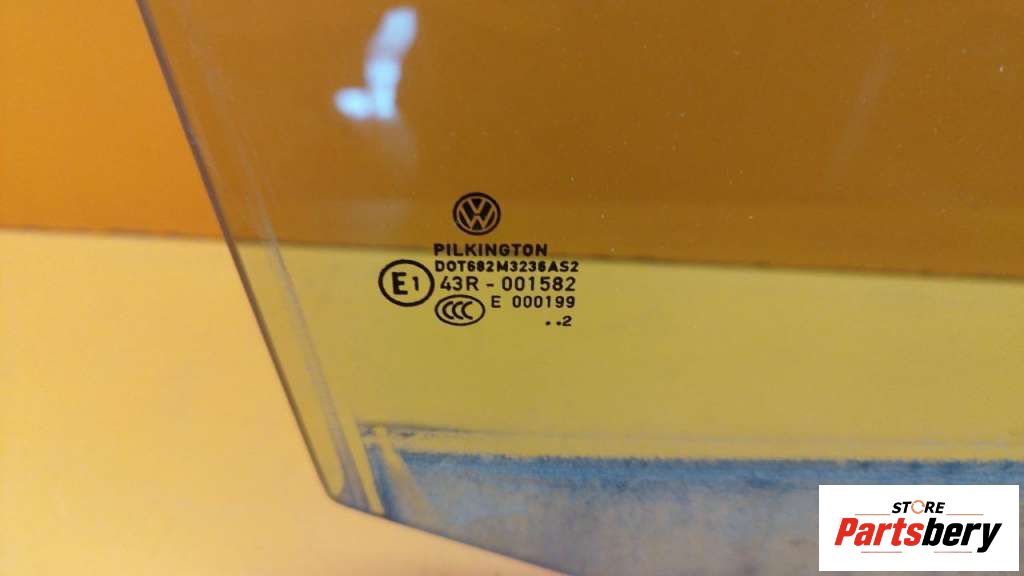 VW
PILKINGTON
DOT682M3236AS2
E1 43R - 001582
CCC E 000199
..2
STORE
Partsbery